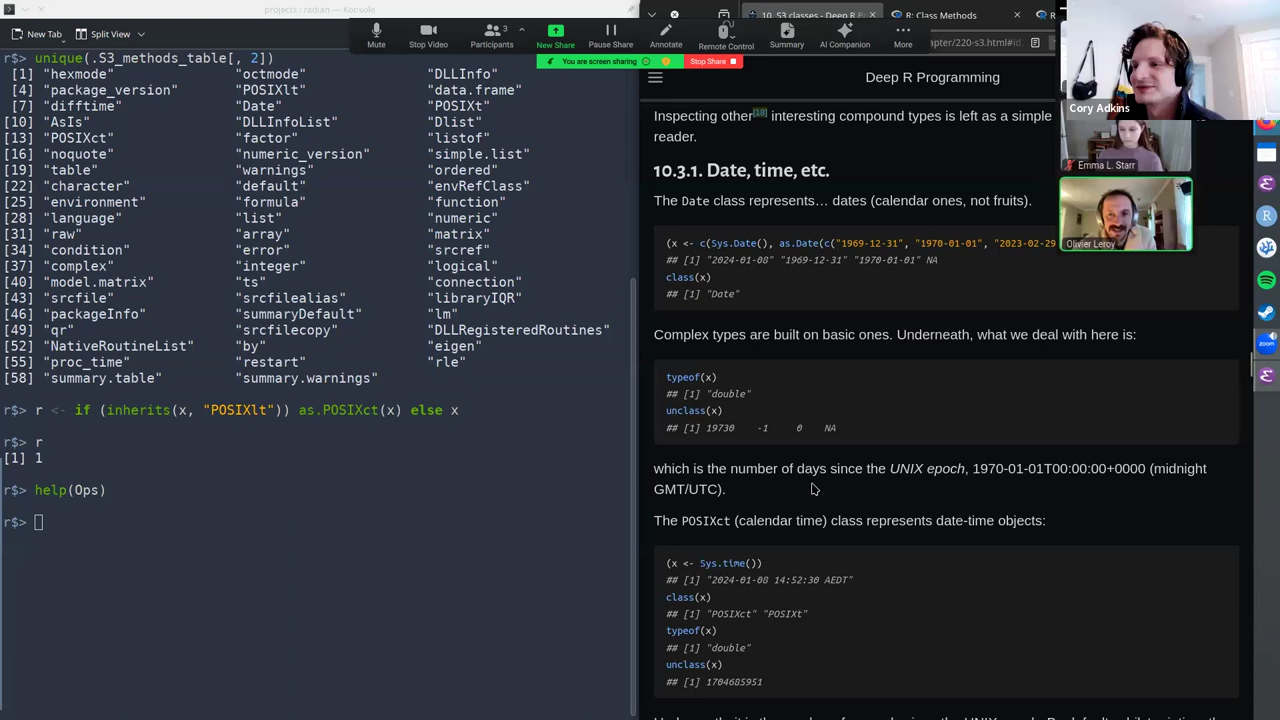 projects : radian — Konsole
New Tab
Split View
Mute
Stop Video
Participants
3
New Share
Pause Share
Annotate
Remote Control
Summary
AI Companion
More
You are screen sharing
Stop Share
r$> unique(.S3_methods_table[, 2])
[1] "hexmode" "octmode" "DLLInfo"
[4] "package_version" "POSIXlt" "data.frame"
[7] "difftime" "Date" "POSIXt"
[10] "AsIs" "DLLInfoList" "Dlist"
[13] "POSIXct" "factor" "listof"
[16] "noquote" "numeric_version" "simple.list"
[19] "table" "warnings" "ordered"
[22] "character" "default" "envRefClass"
[25] "environment" "formula" "function"
[28] "language" "list" "numeric"
[31] "raw" "array" "matrix"
[34] "condition" "error" "srcref"
[37] "complex" "integer" "logical"
[40] "model.matrix" "ts" "connection"
[43] "srcfile" "srcfilealias" "libraryIQR"
[46] "packageInfo" "summaryDefault" "lm"
[49] "qr" "srcfilecopy" "DLLRegisteredRoutines"
[52] "NativeRoutineList" "by" "eigen"
[55] "proc_time" "restart" "rle"
[58] "summary.table" "summary.warnings"
r$> r <- if (inherits(x, "POSIXlt")) as.POSIXct(x) else x
r$> r
[1] 1
r$> help(Ops)
r$>
10. S3 classes - Deep R Pro
R: Class Methods
R
apter/220-s3.html#id
Deep R Programming
Inspecting other[18] interesting compound types is left as a simple
reader.
10.3.1. Date, time, etc.
The Date class represents… dates (calendar ones, not fruits).
(x <- c(Sys.Date(), as.Date(c("1969-12-31", "1970-01-01", "2023-02-29
## [1] "2024-01-08" "1969-12-31" "1970-01-01" NA
class(x)
## [1] "Date"
Complex types are built on basic ones. Underneath, what we deal with here is:
typeof(x)
## [1] "double"
unclass(x)
## [1] 19730 -1 0 NA
which is the number of days since the UNIX epoch, 1970-01-01T00:00:00+0000 (midnight
GMT/UTC).
The POSIXct (calendar time) class represents date-time objects:
(x <- Sys.time())
## [1] "2024-01-08 14:52:30 AEDT"
class(x)
## [1] "POSIXct" "POSIXt"
typeof(x)
## [1] "double"
unclass(x)
## [1] 1704685951
Cory Adkins
Emma L. Starr
Olivier Leroy
zoom